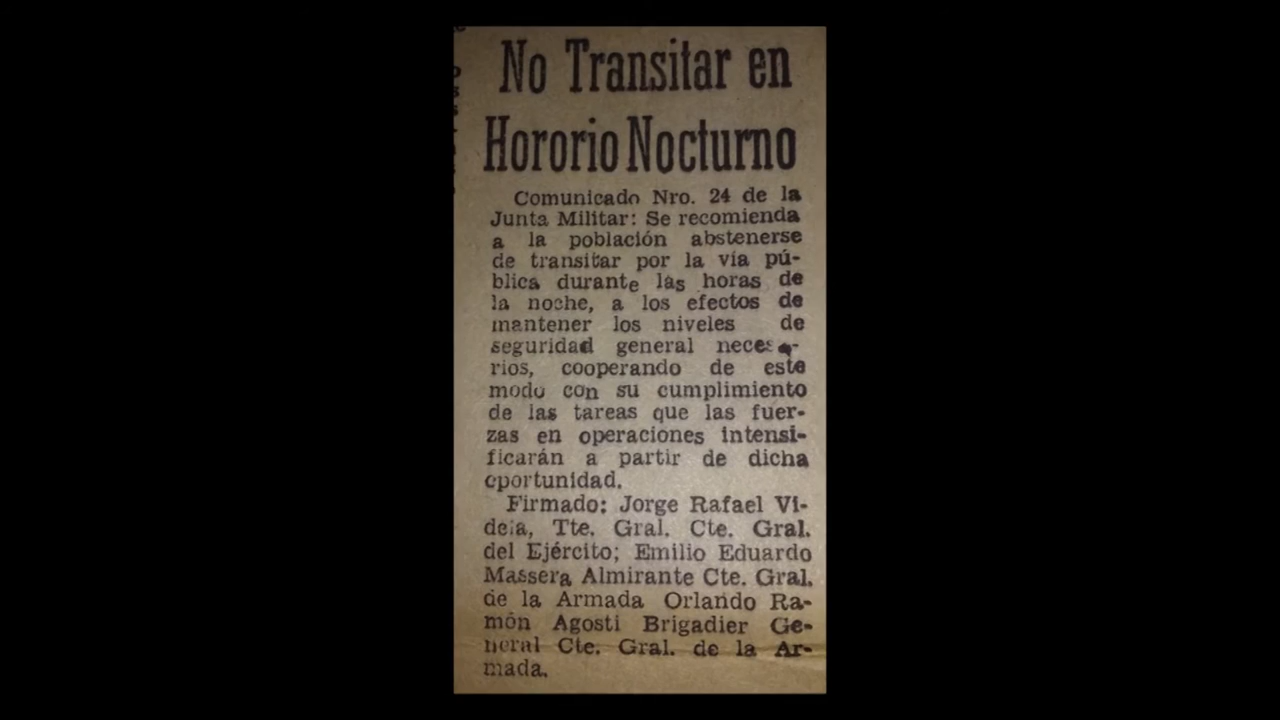 No Transitar en
Hororio Nocturno
Comunicado Nro. 24 de la
Junta Militar: Se recomienda
a la población abstenerse
de transitar por la vía pú-
blica durante las horas de
la noche, a los efectos de
mantener los niveles de
seguridad general necesa-
rios, cooperando de este
modo con su cumplimiento
de las tareas que las fuer-
zas en operaciones intensi-
ficarán a partir de dicha
oportunidad.
Firmado: Jorge Rafael Vi-
dela, Tte. Gral. Cte. Gral.
del Ejército; Emilio Eduardo
Massera Almirante Cte. Gral.
de la Armada Orlando Ra-
món Agosti Brigadier Ge-
neral Cte. Gral. de la Ar-
mada.